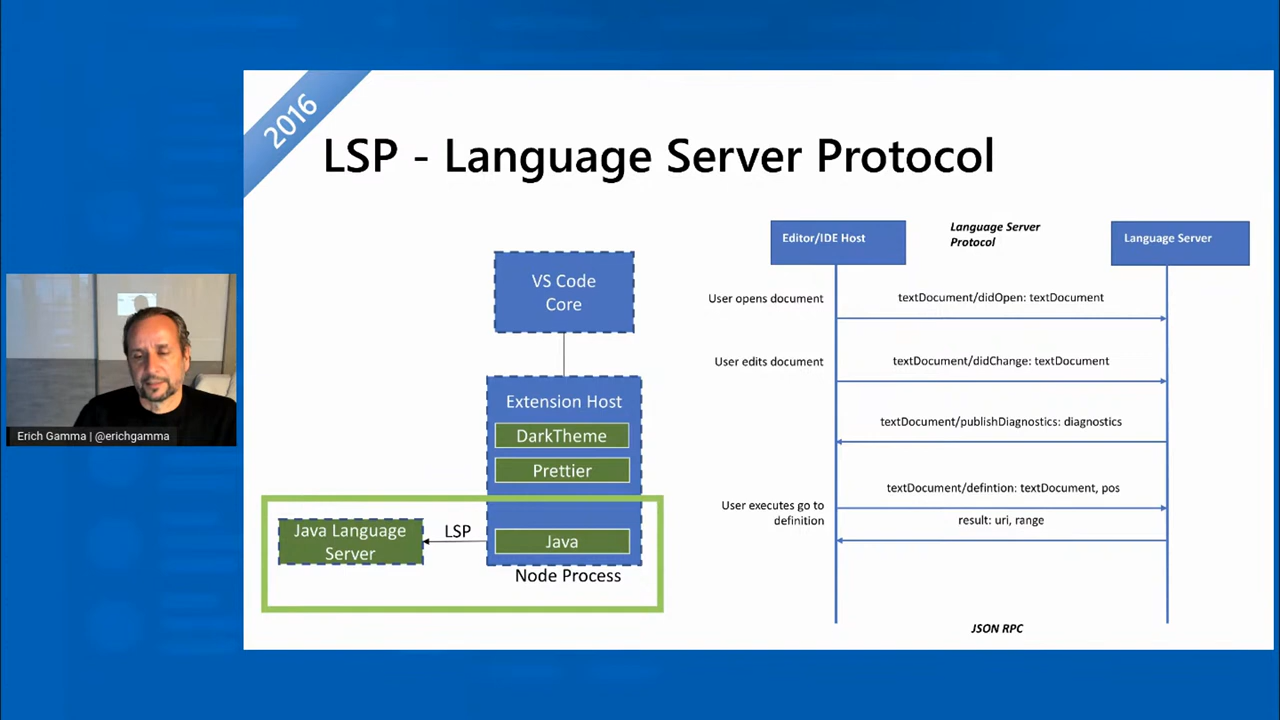 2016
LSP - Language Server Protocol
VS Code
Core
Extension Host
DarkTheme
Prettier
Java Language
Server
LSP
Java
Node Process
Editor/IDE Host
Language Server
Protocol
Language Server
User opens document
textDocument/didOpen: textDocument
User edits document
textDocument/didChange: textDocument
textDocument/publishDiagnostics: diagnostics
User executes go to
definition
textDocument/defintion: textDocument, pos
result: uri, range
JSON RPC
Erich Gamma | @erichgamma